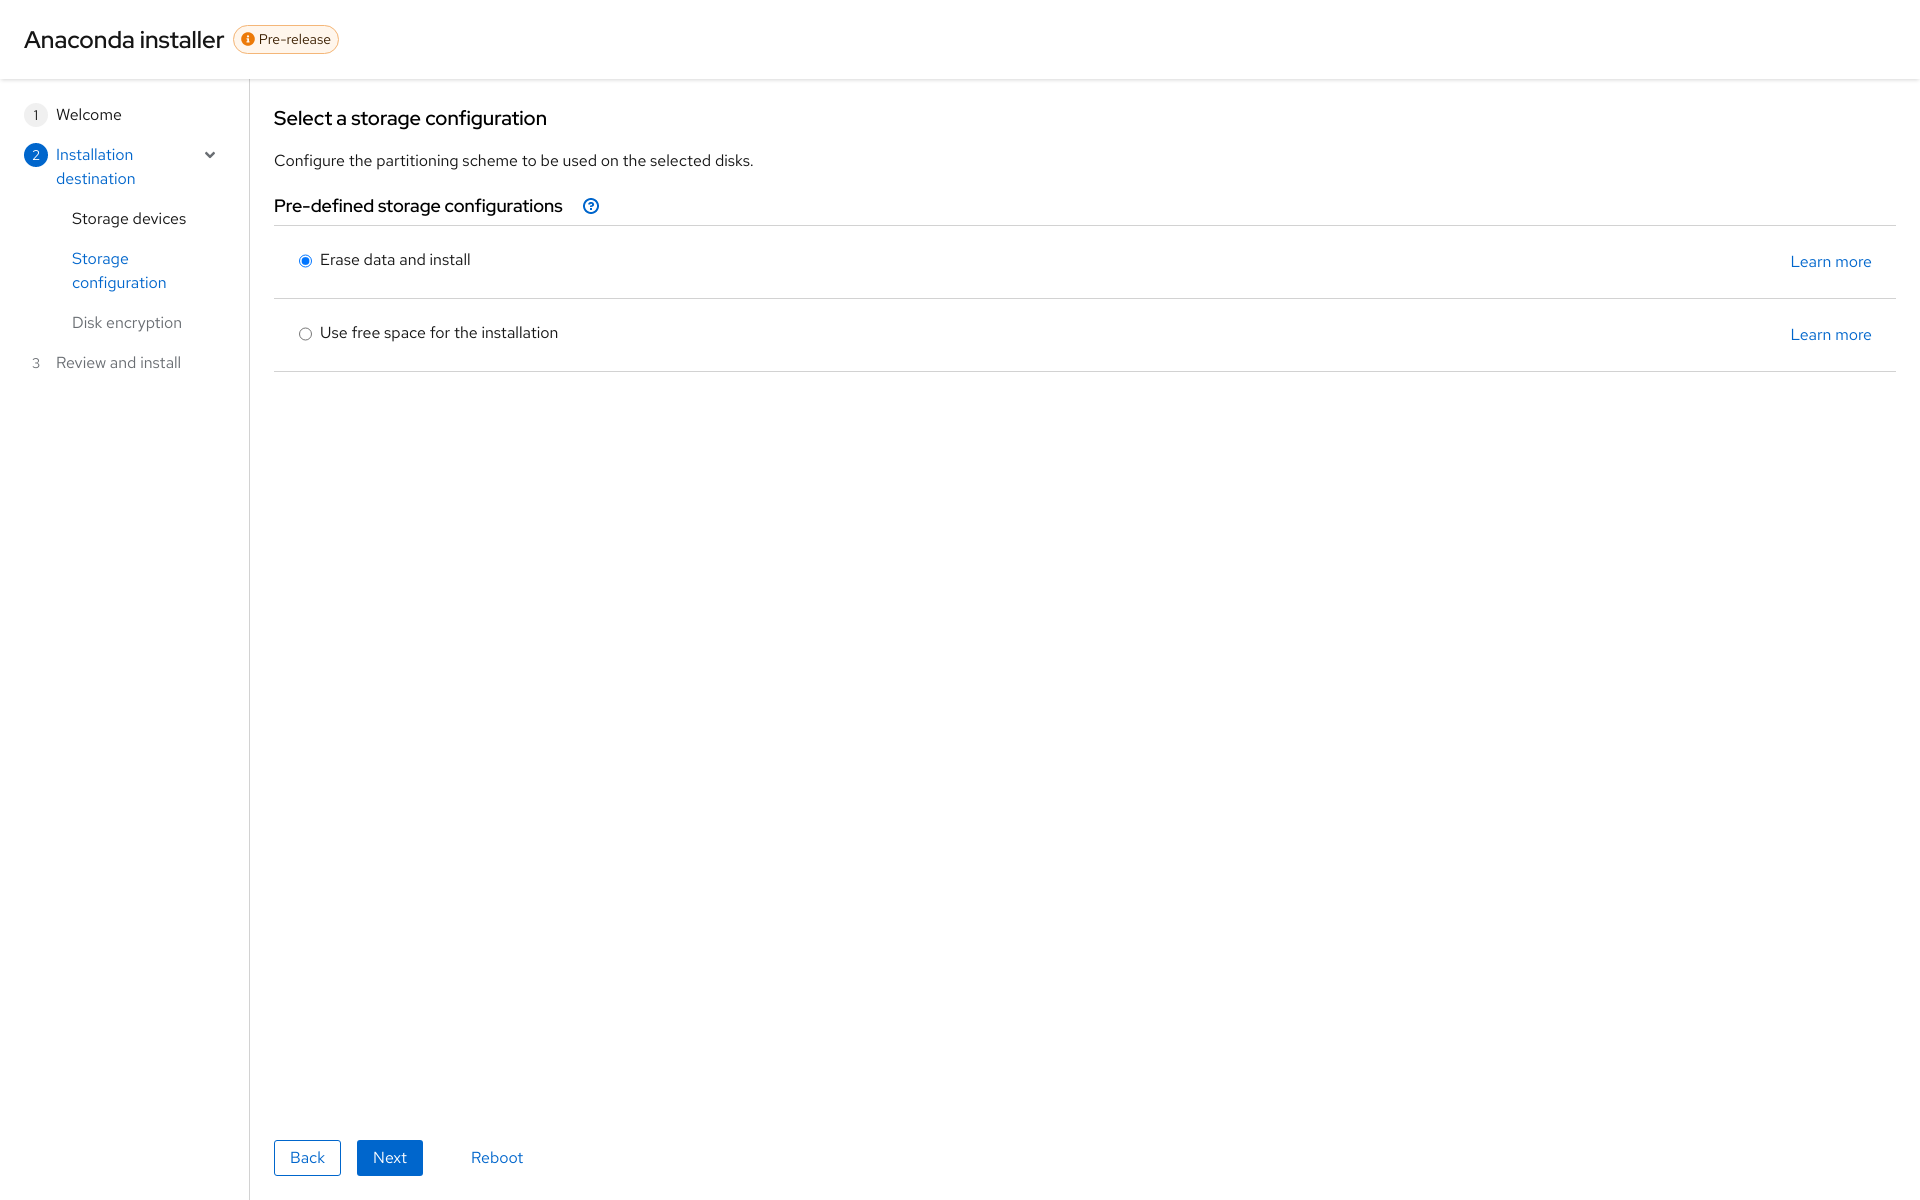 Anaconda installer
Pre-release
1 Welcome
2 Installation
destination
Storage devices
Storage
configuration
Disk encryption
3 Review and install
Select a storage configuration
Configure the partitioning scheme to be used on the selected disks.
Pre-defined storage configurations
Erase data and install
Learn more
Use free space for the installation
Learn more
Back
Next
Reboot